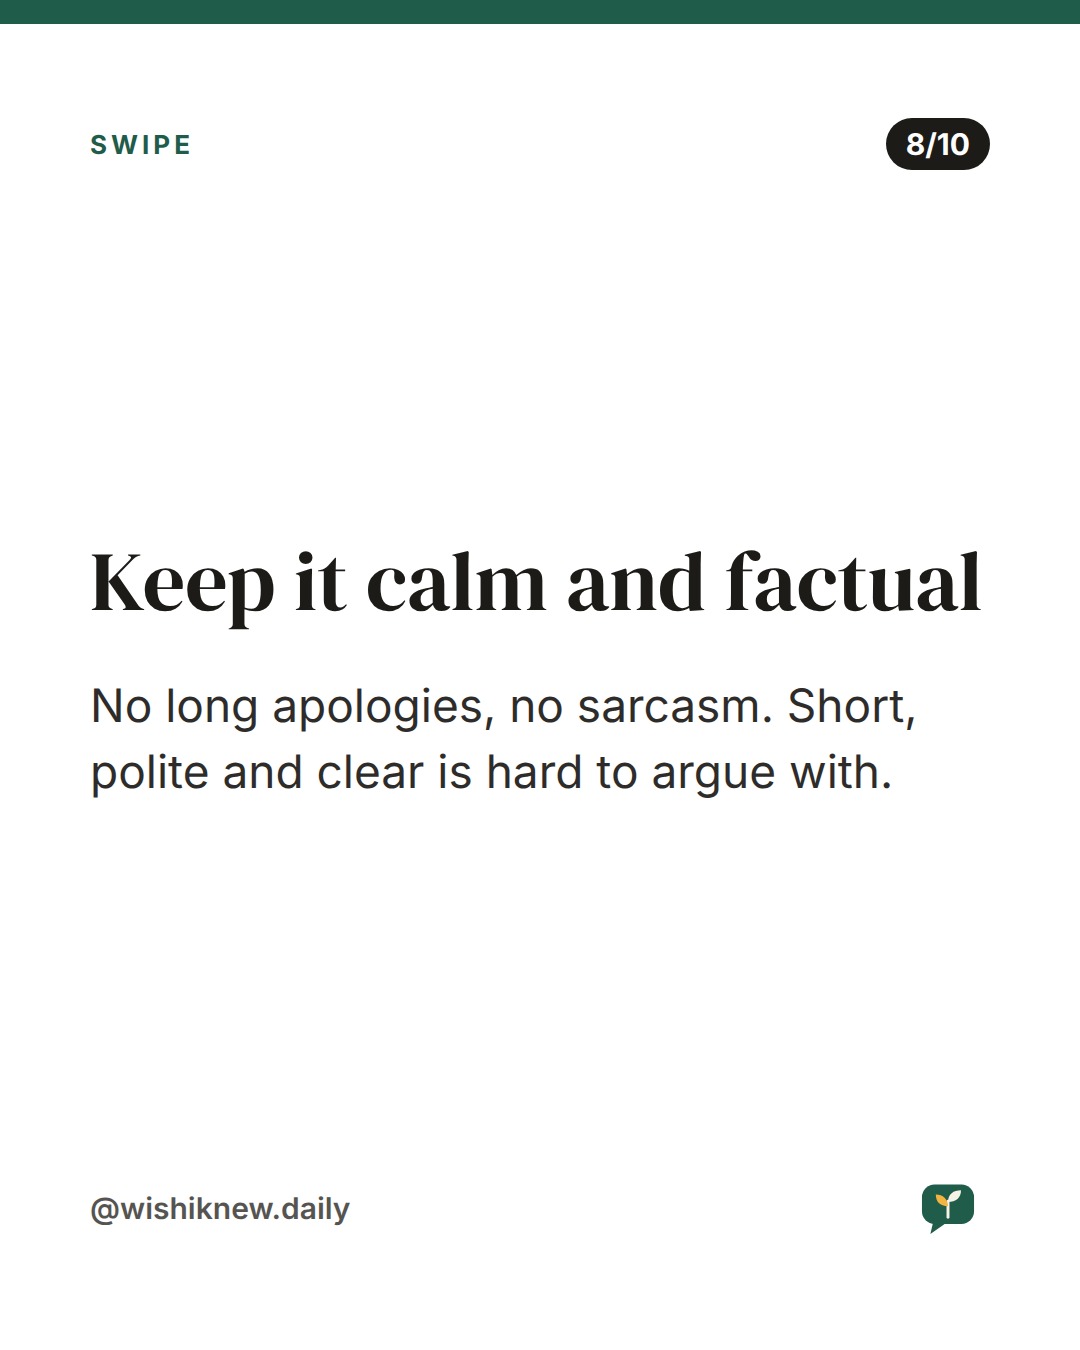 SWIPE
8/10
Keep it calm and factual
No long apologies, no sarcasm. Short,
polite and clear is hard to argue with.
@wishiknew.daily